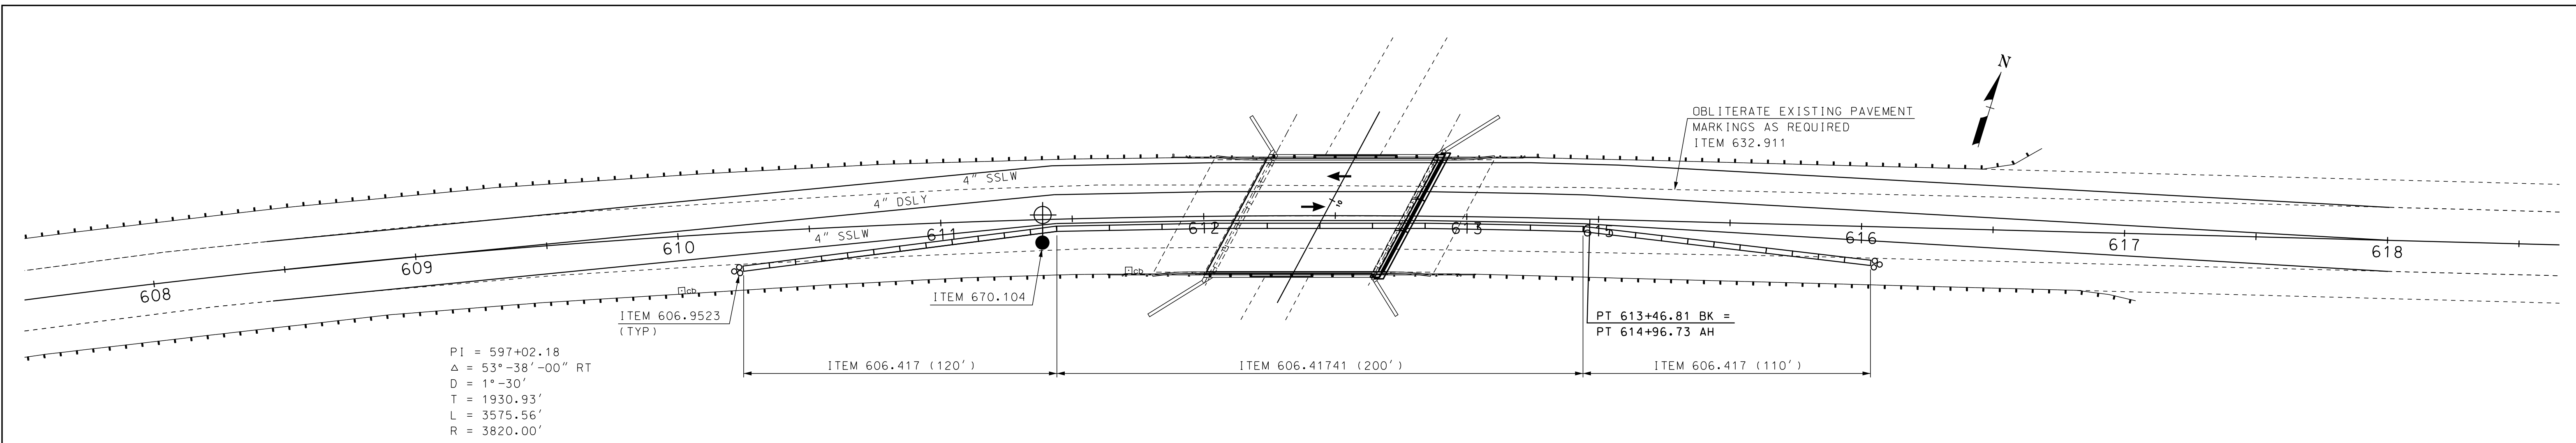 N
OBLITERATE EXISTING PAVEMENT
MARKINGS AS REQUIRED
ITEM 632.911
4" SSLW
4" DSLY
4" SSLW
608
609
610
611
612
613
615
616
617
618
10
cb
cb
ITEM 670.104
ITEM 606.9523
(TYP)
PT 613+46.81 BK =
PT 614+96.73 AH
ITEM 606.417 (120')
ITEM 606.41741 (200')
ITEM 606.417 (110')
PI = 597+02.18
Δ = 53°-38'-00" RT
D = 1°-30'
T = 1930.93'
L = 3575.56'
R = 3820.00'